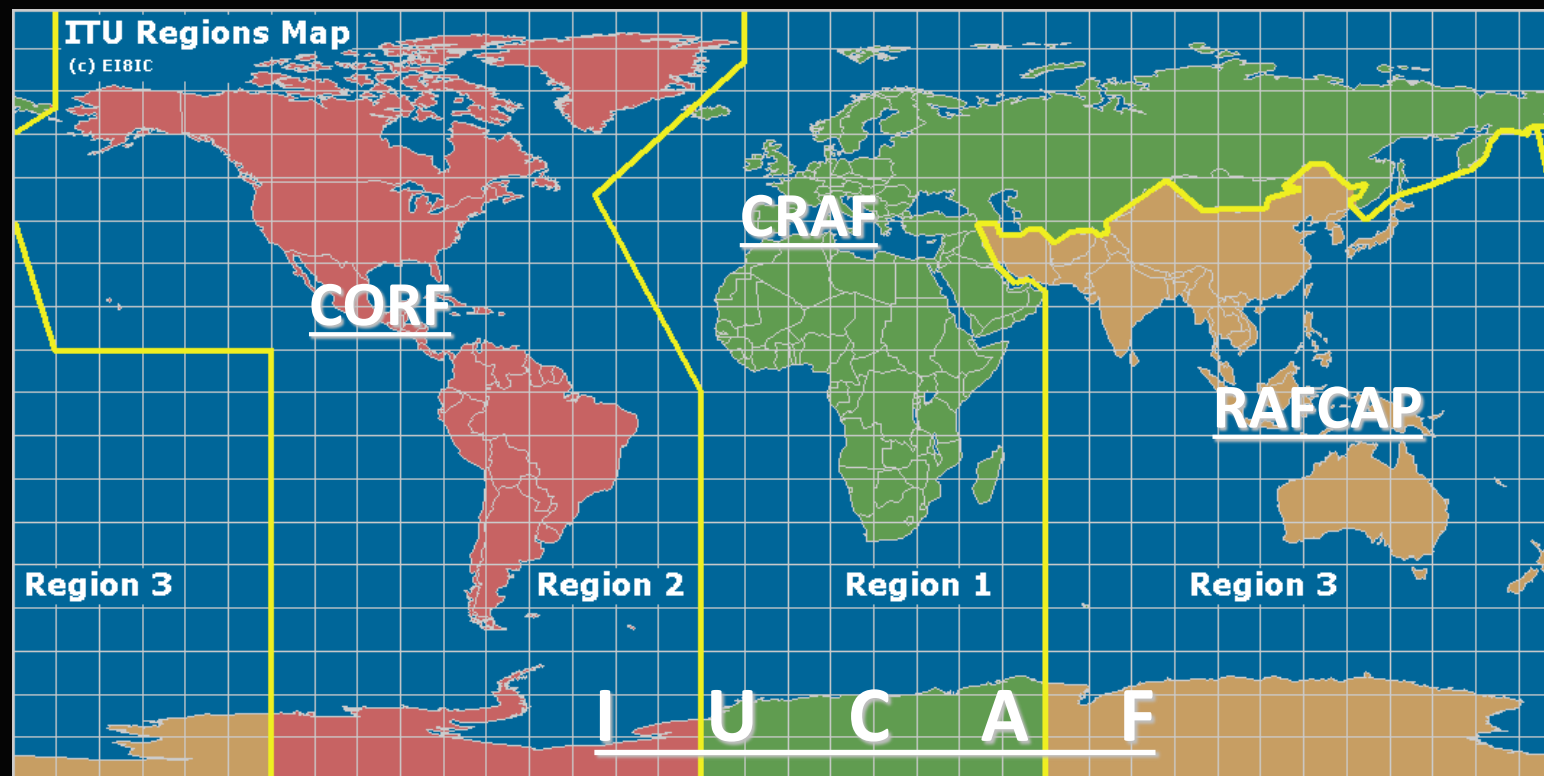 ITU Regions Map
(c) EI8IC
CRAF
CORF
RAFCAP
Region 3
Region 2
Region 1
Region 3
I U C A F